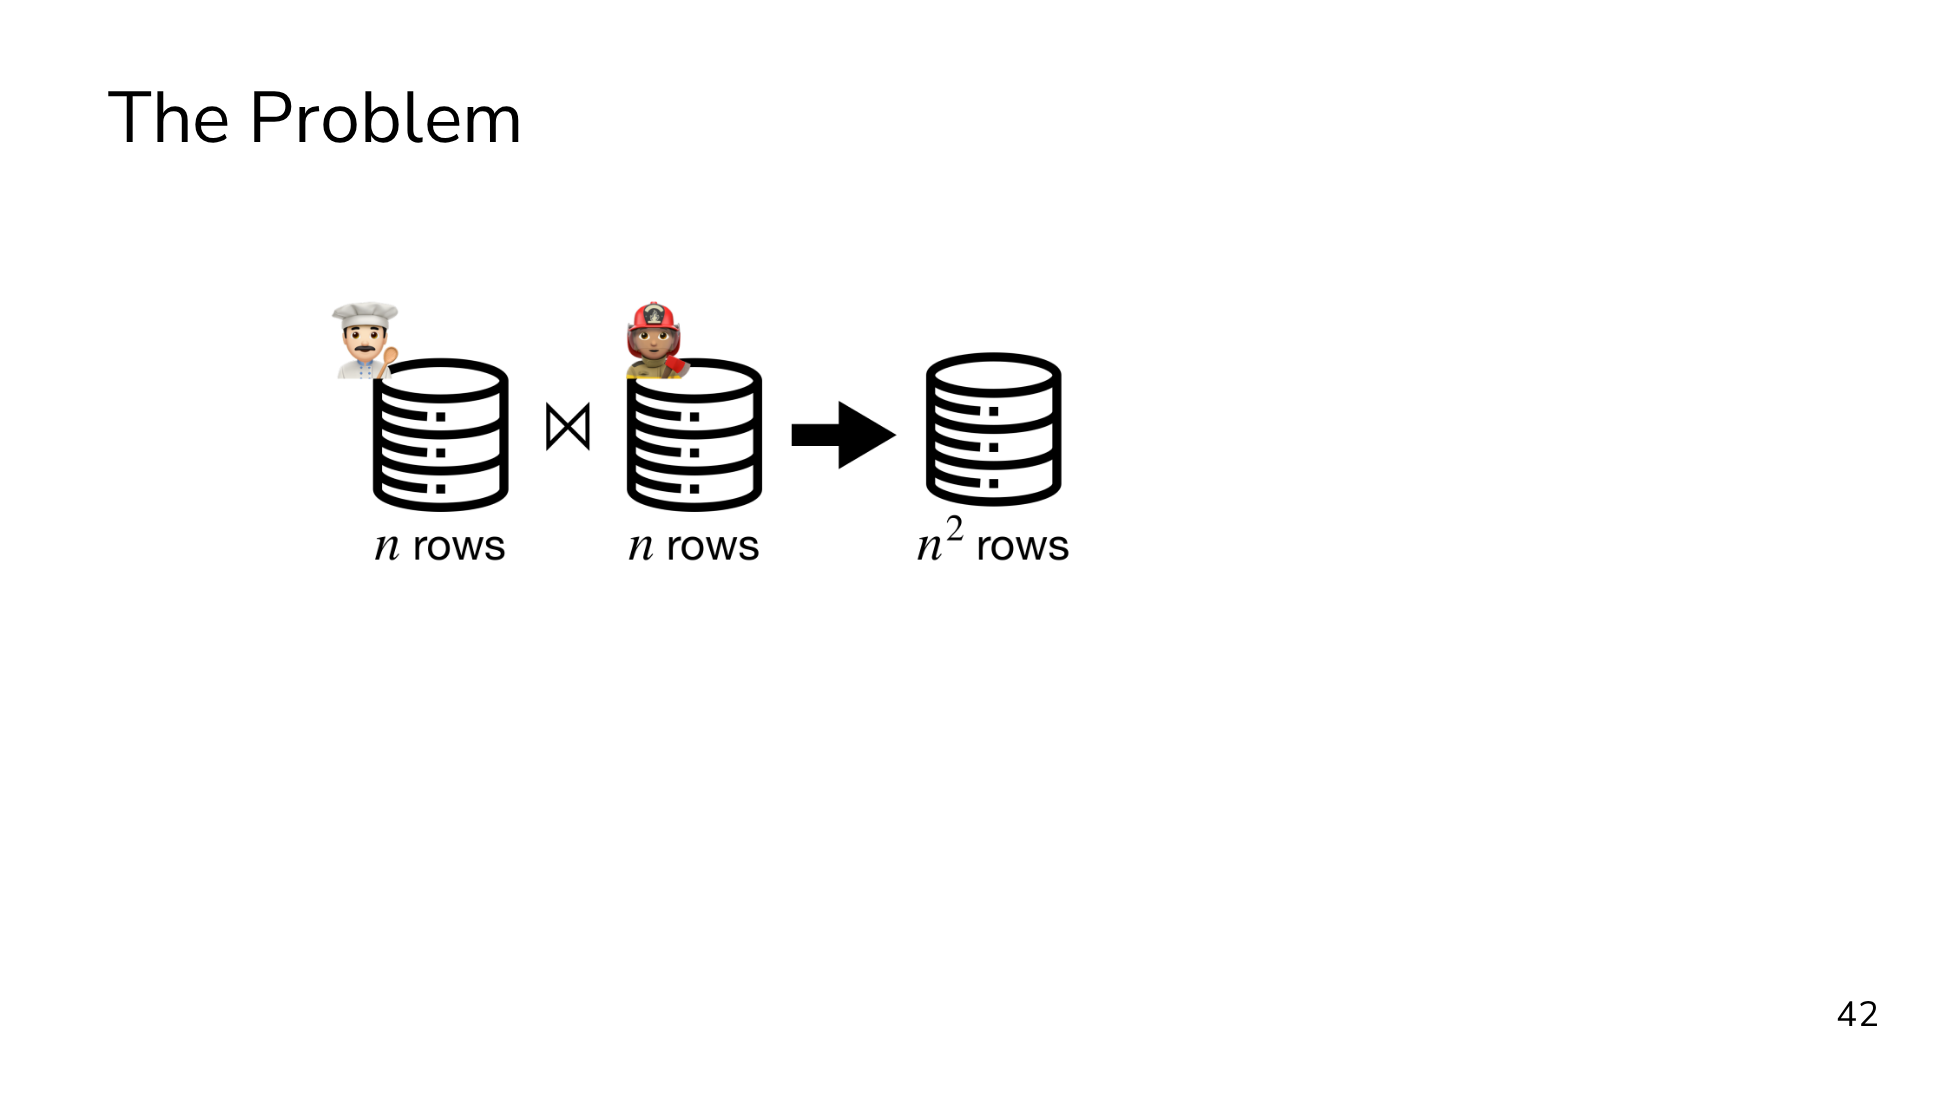 The Problem
⋈
n rows
n rows
n² rows
42